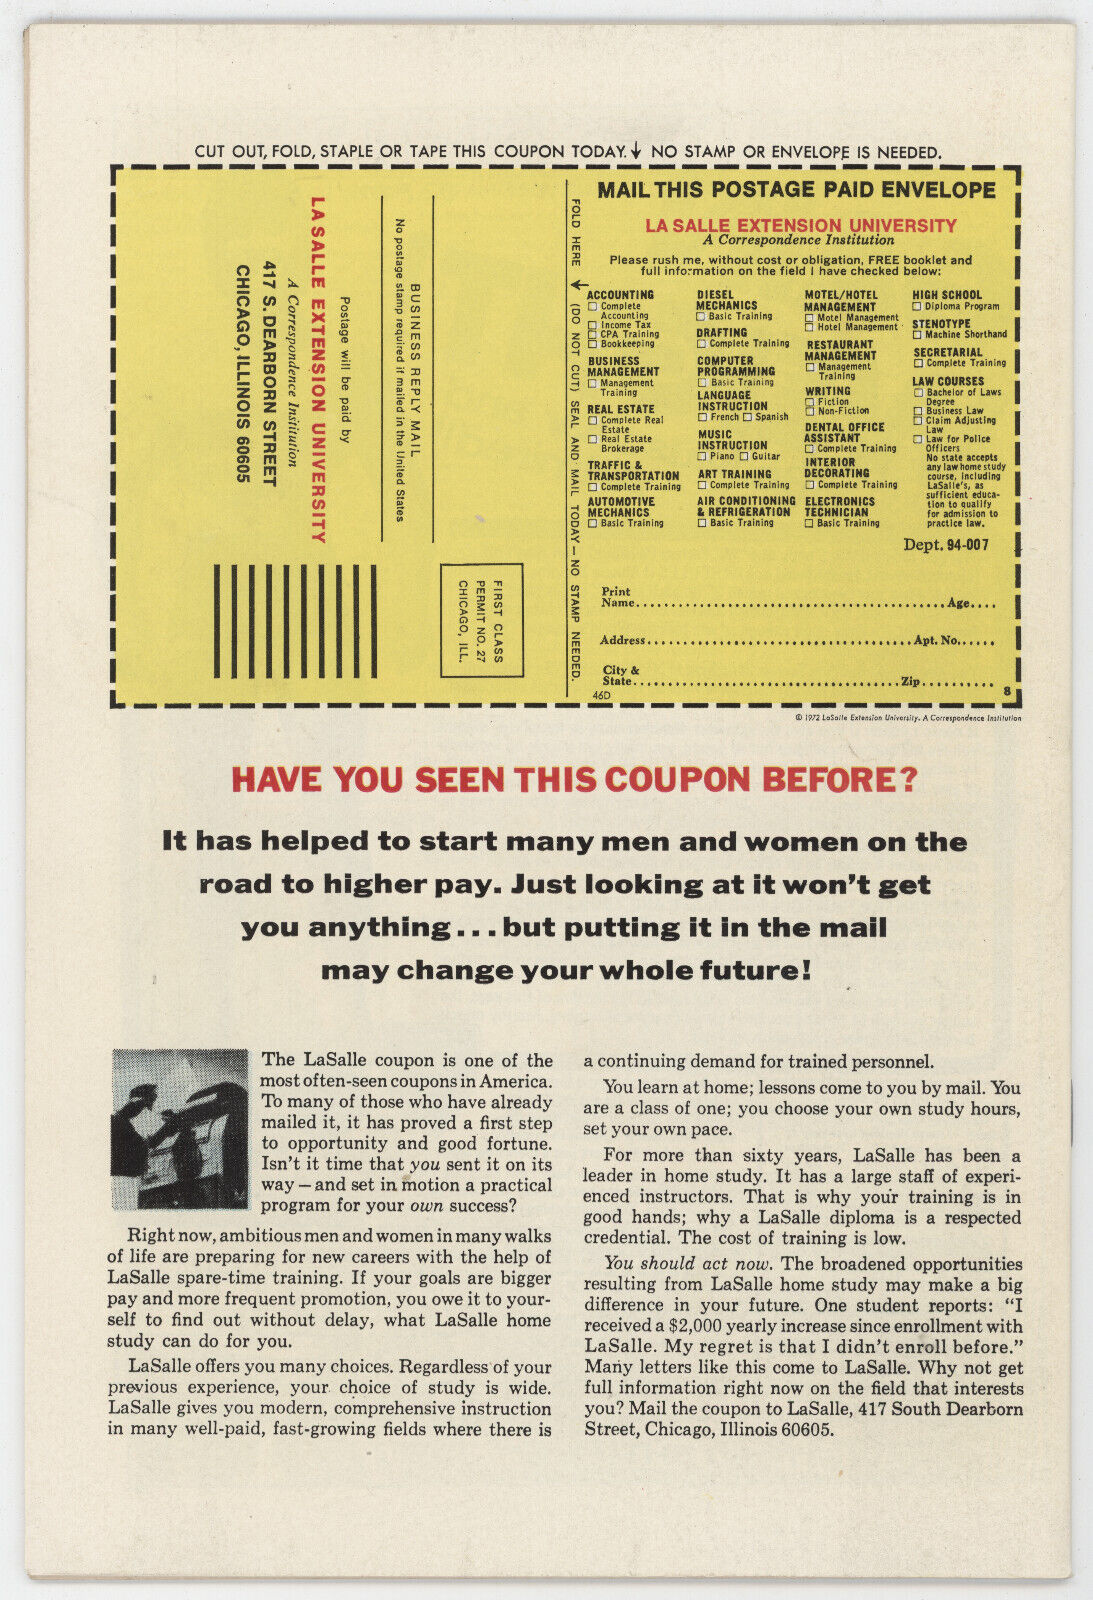 CUT OUT, FOLD, STAPLE OR TAPE THIS COUPON TODAY. ↓ NO STAMP OR ENVELOPE IS NEEDED.
BUSINESS REPLY MAIL
No postage stamp required if mailed in the United States
Postage will be paid by
LA SALLE EXTENSION UNIVERSITY
A Correspondence Institution
417 S. DEARBORN STREET
CHICAGO, ILLINOIS 60605
FIRST CLASS
PERMIT NO. 27
CHICAGO, ILL.
FOLD HERE ↓ (DO NOT CUT) SEAL AND MAIL TODAY — NO STAMP NEEDED.
MAIL THIS POSTAGE PAID ENVELOPE
LA SALLE EXTENSION UNIVERSITY
A Correspondence Institution
Please rush me, without cost or obligation, FREE booklet and
full information on the field I have checked below:
ACCOUNTING
☐ Complete
Accounting
☐ Income Tax
☐ CPA Training
☐ Bookkeeping
BUSINESS
MANAGEMENT
☐ Management
Training
REAL ESTATE
☐ Complete Real
Estate
☐ Real Estate
Brokerage
TRAFFIC &
TRANSPORTATION
☐ Complete Training
AUTOMOTIVE
MECHANICS
☐ Basic Training
DIESEL
MECHANICS
☐ Basic Training
DRAFTING
☐ Complete Training
COMPUTER
PROGRAMMING
☐ Basic Training
LANGUAGE
INSTRUCTION
☐ French ☐ Spanish
MUSIC
INSTRUCTION
☐ Piano ☐ Guitar
ART TRAINING
☐ Complete Training
AIR CONDITIONING
& REFRIGERATION
☐ Basic Training
MOTEL/HOTEL
MANAGEMENT
☐ Motel Management
☐ Hotel Management
RESTAURANT
MANAGEMENT
☐ Management
Training
WRITING
☐ Fiction
☐ Non-Fiction
DENTAL OFFICE
ASSISTANT
☐ Complete Training
INTERIOR
DECORATING
☐ Complete Training
ELECTRONICS
TECHNICIAN
☐ Basic Training
HIGH SCHOOL
☐ Diploma Program
STENOTYPE
☐ Machine Shorthand
SECRETARIAL
☐ Complete Training
LAW COURSES
☐ Bachelor of Laws
Degree
☐ Business Law
☐ Claim Adjusting
Law
☐ Law for Police
Officers
No state accepts
any law home study
course, including
LaSalle's, as
sufficient educa-
tion to qualify
for admission to
practice law.
Dept. 94-007
Print
Name.............................................Age....
Address......................................Apt. No......
City &
State......................................Zip..........
46D
8
© 1972 LaSalle Extension University. A Correspondence Institution
HAVE YOU SEEN THIS COUPON BEFORE?
It has helped to start many men and women on the
road to higher pay. Just looking at it won't get
you anything...but putting it in the mail
may change your whole future!
The LaSalle coupon is one of the
most often-seen coupons in America.
To many of those who have already
mailed it, it has proved a first step
to opportunity and good fortune.
Isn't it time that you sent it on its
way — and set in motion a practical
program for your own success?
Right now, ambitious men and women in many walks
of life are preparing for new careers with the help of
LaSalle spare-time training. If your goals are bigger
pay and more frequent promotion, you owe it to your-
self to find out without delay, what LaSalle home
study can do for you.
LaSalle offers you many choices. Regardless of your
previous experience, your choice of study is wide.
LaSalle gives you modern, comprehensive instruction
in many well-paid, fast-growing fields where there is
a continuing demand for trained personnel.
You learn at home; lessons come to you by mail. You
are a class of one; you choose your own study hours,
set your own pace.
For more than sixty years, LaSalle has been a
leader in home study. It has a large staff of experi-
enced instructors. That is why your training is in
good hands; why a LaSalle diploma is a respected
credential. The cost of training is low.
You should act now. The broadened opportunities
resulting from LaSalle home study may make a big
difference in your future. One student reports: "I
received a $2,000 yearly increase since enrollment with
LaSalle. My regret is that I didn't enroll before."
Many letters like this come to LaSalle. Why not get
full information right now on the field that interests
you? Mail the coupon to LaSalle, 417 South Dearborn
Street, Chicago, Illinois 60605.